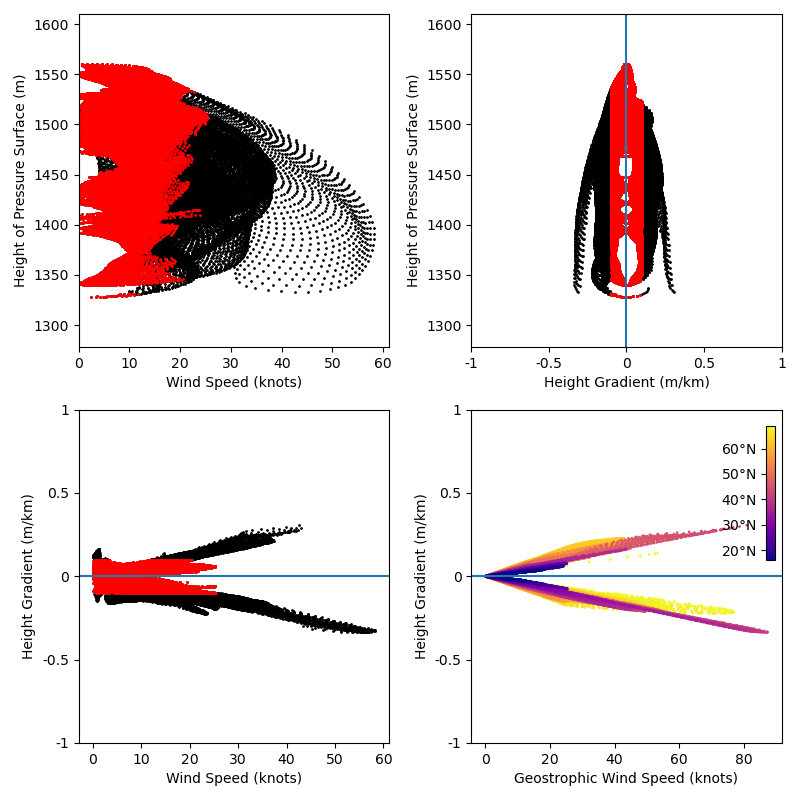 1600
1550
1500
1450
1400
1350
1300
Height of Pressure Surface (m)
0 10 20 30 40 50 60
Wind Speed (knots)
1600
1550
1500
1450
1400
1350
1300
Height of Pressure Surface (m)
-1 -0.5 0 0.5 1
Height Gradient (m/km)
1
0.5
0
-0.5
-1
Height Gradient (m/km)
0 10 20 30 40 50 60
Wind Speed (knots)
1
0.5
0
-0.5
-1
Height Gradient (m/km)
60°N
50°N
40°N
30°N
20°N
0 20 40 60 80
Geostrophic Wind Speed (knots)